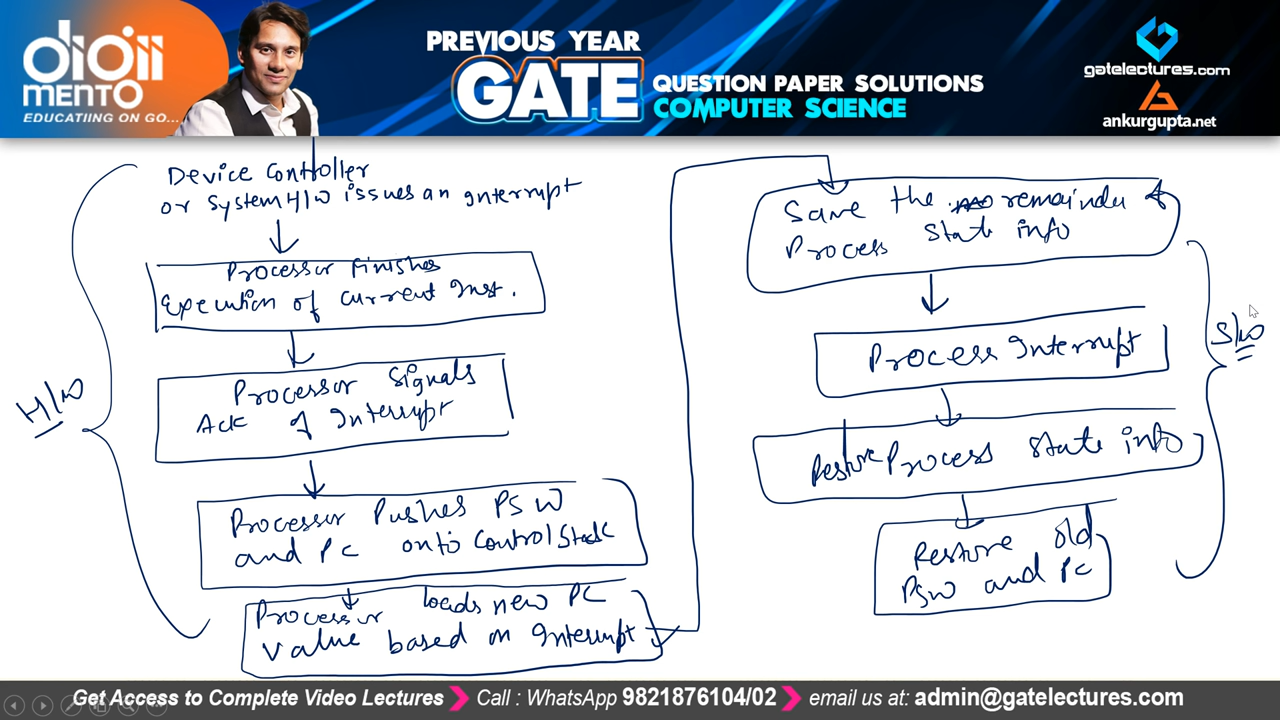 digiimento
EDUCATIING ON GO...
PREVIOUS YEAR
GATE
QUESTION PAPER SOLUTIONS
COMPUTER SCIENCE
gatelectures.com
ankurgupta.net
Device Controller
or System H/W issues an Interrupt
Processor finishes
Execution of current Inst.
Processor Signals
Ack of Interrupt
H/W
Processor Pushes PSW
and PC onto Control Stack
Processor loads new PC
value based on Interrupt
Save the remainder of
Process State info
Process Interrupt
Restore Process State info
Restore old
PSW and PC
S/W
Get Access to Complete Video Lectures
Call : WhatsApp 9821876104/02
email us at: admin@gatelectures.com